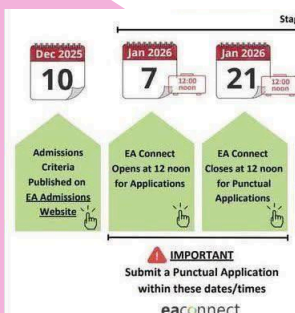 Stag
Dec 2025
10
Jan 2026
7
12:00
noon
Jan 2026
21
12:00
noon
Admissions
Criteria
Published on
EA Admissions
Website
EA Connect
Opens at 12 noon
for Applications
EA Connect
Closes at 12 noon
for Punctual
Applications
IMPORTANT
Submit a Punctual Application
within these dates/times
eaconnect